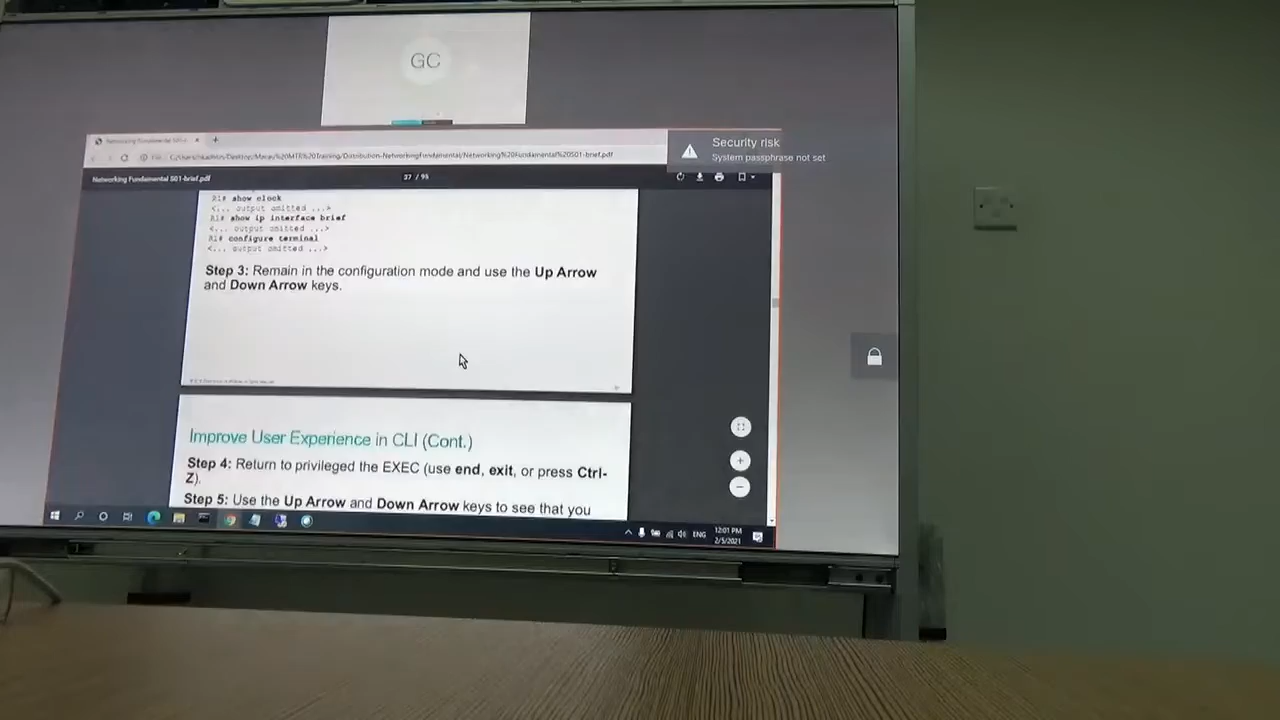 GC
Networking Fundamental S01-b
Security risk
System passphrase not set
Networking Fundamental S01-brief.pdf
37 / 95
R1# show clock
<... output omitted ...>
R1# show ip interface brief
<... output omitted ...>
R1# configure terminal
<... output omitted ...>
Step 3: Remain in the configuration mode and use the Up Arrow
and Down Arrow keys.
Improve User Experience in CLI (Cont.)
Step 4: Return to privileged the EXEC (use end, exit, or press Ctrl-
Z).
Step 5: Use the Up Arrow and Down Arrow keys to see that you
ENG
12:01 PM
2/5/2021